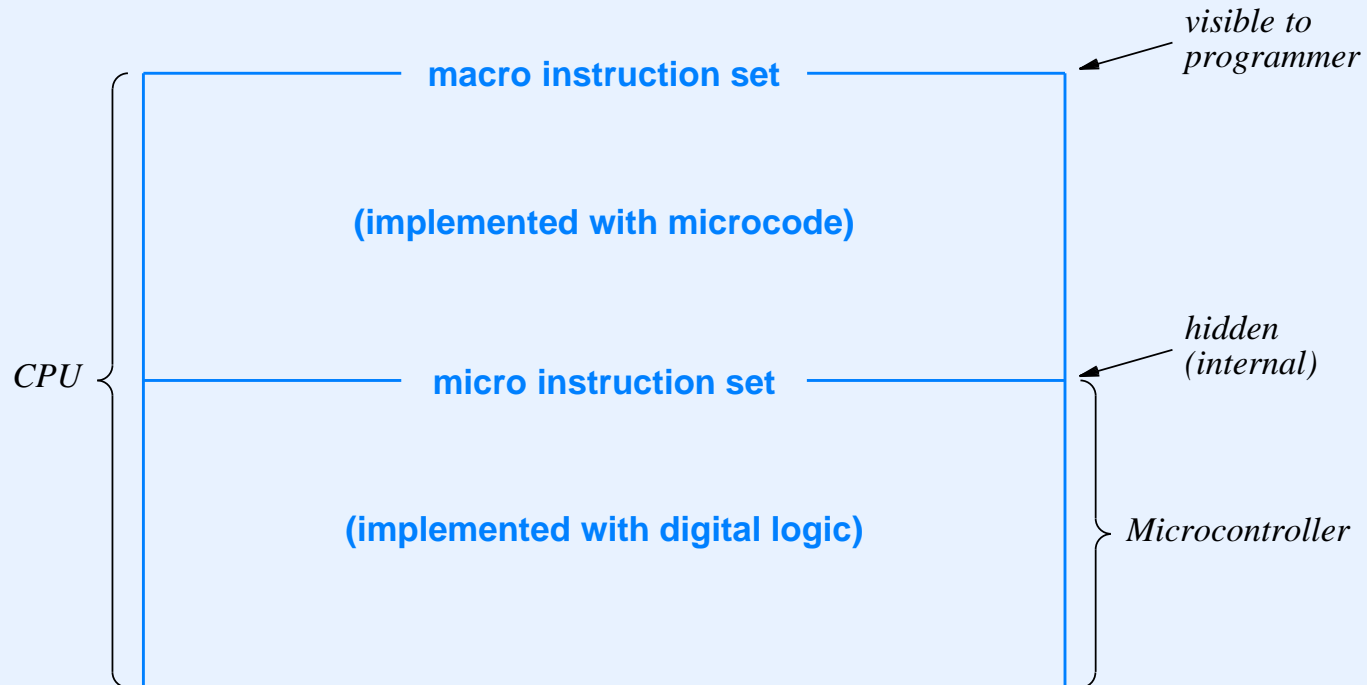 visible to
programmer
macro instruction set
(implemented with microcode)
hidden
(internal)
CPU
micro instruction set
(implemented with digital logic)
Microcontroller